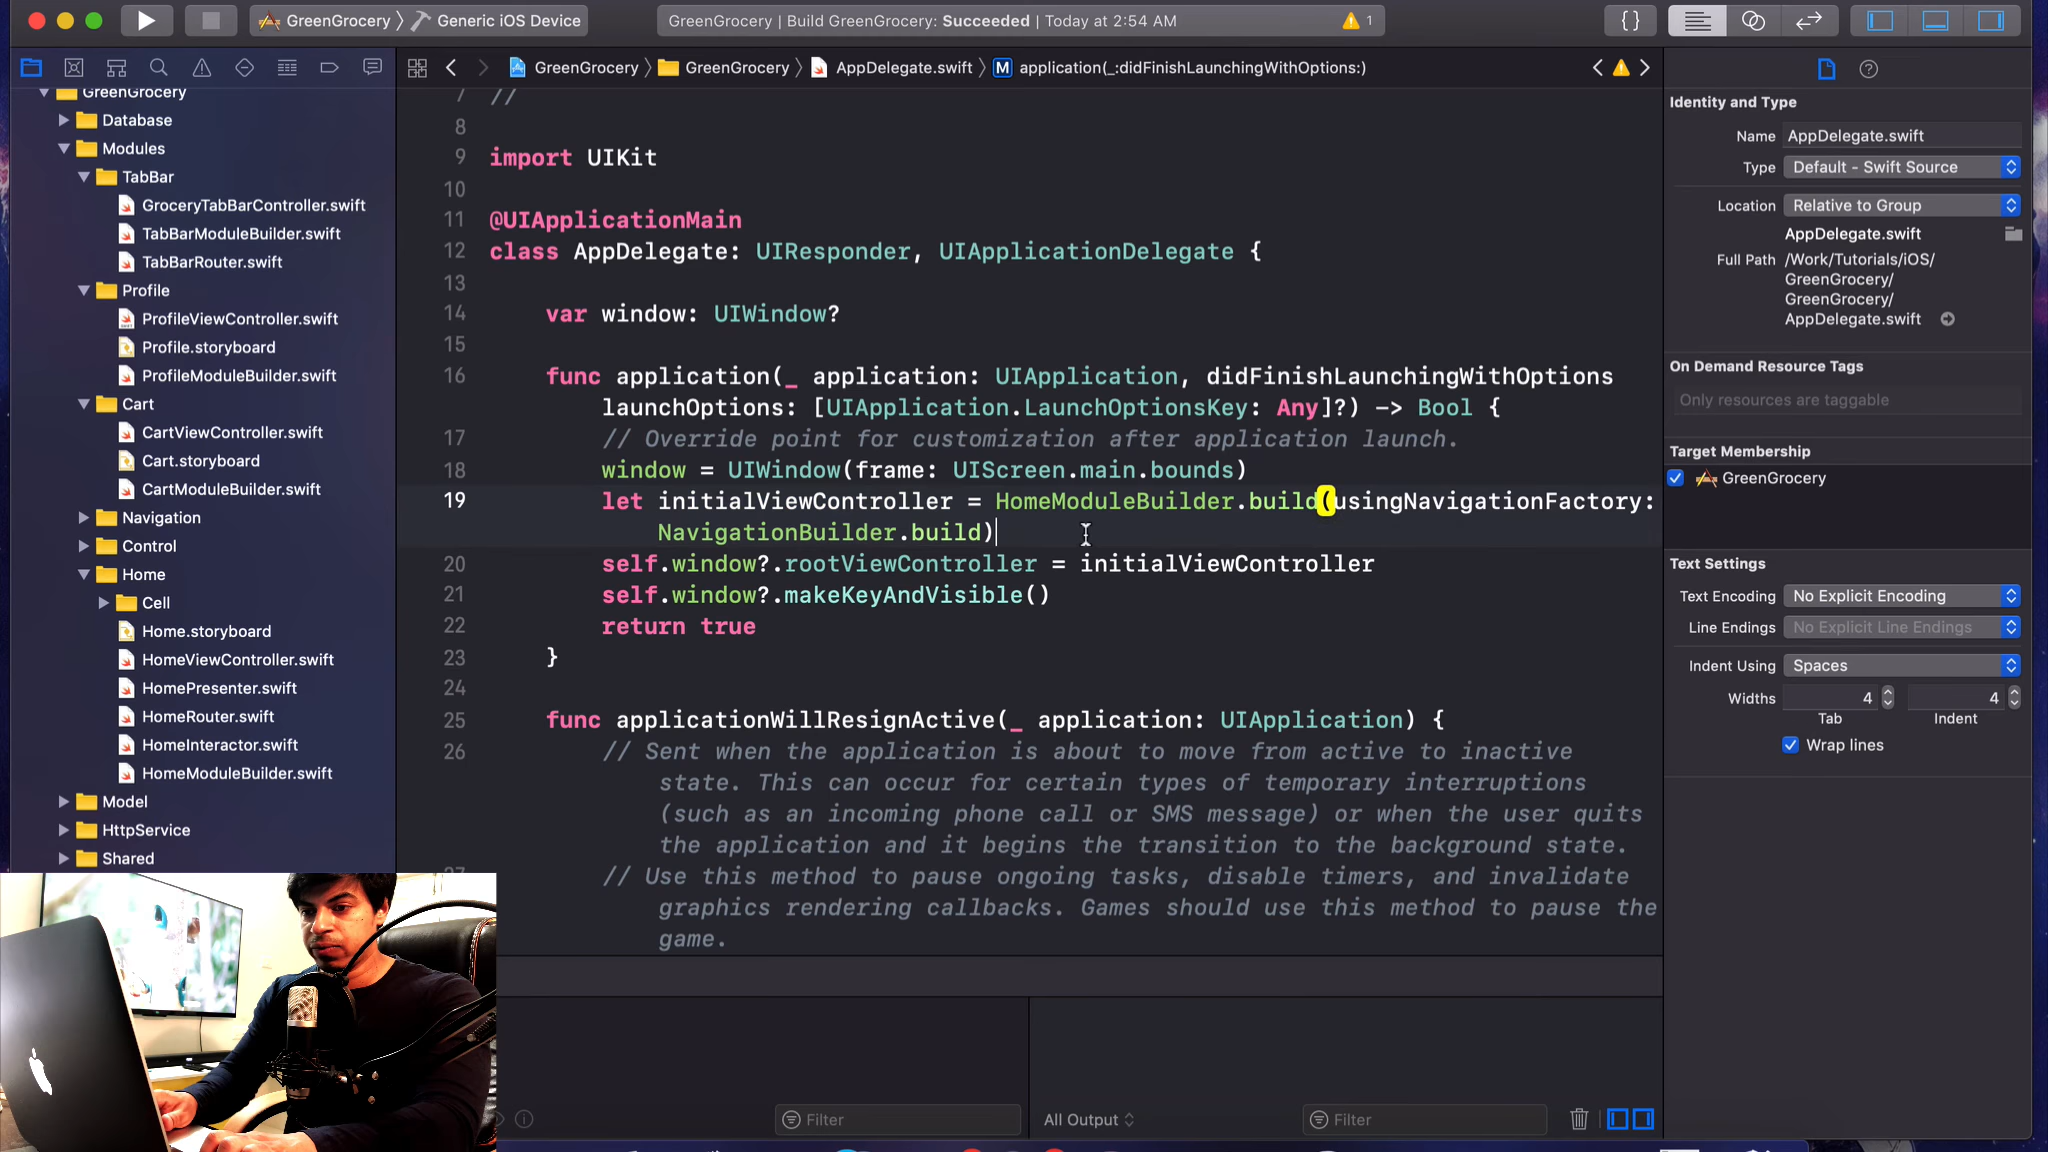 GreenGrocery
Generic iOS Device
GreenGrocery | Build GreenGrocery: Succeeded | Today at 2:54 AM
1
GreenGrocery
Database
Modules
TabBar
GroceryTabBarController.swift
TabBarModuleBuilder.swift
TabBarRouter.swift
Profile
ProfileViewController.swift
Profile.storyboard
ProfileModuleBuilder.swift
Cart
CartViewController.swift
Cart.storyboard
CartModuleBuilder.swift
Navigation
Control
Home
Cell
Home.storyboard
HomeViewController.swift
HomePresenter.swift
HomeRouter.swift
HomeInteractor.swift
HomeModuleBuilder.swift
Model
HttpService
Shared
GreenGrocery
GreenGrocery
AppDelegate.swift
M application(_:didFinishLaunchingWithOptions:)
7 //
8
9 import UIKit
10
11 @UIApplicationMain
12 class AppDelegate: UIResponder, UIApplicationDelegate {
13
14 var window: UIWindow?
15
16 func application(_ application: UIApplication, didFinishLaunchingWithOptions
launchOptions: [UIApplication.LaunchOptionsKey: Any]?) -> Bool {
17 // Override point for customization after application launch.
18 window = UIWindow(frame: UIScreen.main.bounds)
19 let initialViewController = HomeModuleBuilder.build(usingNavigationFactory:
NavigationBuilder.build)
20 self.window?.rootViewController = initialViewController
21 self.window?.makeKeyAndVisible()
22 return true
23 }
24
25 func applicationWillResignActive(_ application: UIApplication) {
26 // Sent when the application is about to move from active to inactive
state. This can occur for certain types of temporary interruptions
(such as an incoming phone call or SMS message) or when the user quits
the application and it begins the transition to the background state.
27 // Use this method to pause ongoing tasks, disable timers, and invalidate
graphics rendering callbacks. Games should use this method to pause the
game.
Filter
All Output
Filter
Identity and Type
Name AppDelegate.swift
Type Default - Swift Source
Location Relative to Group
AppDelegate.swift
Full Path /Work/Tutorials/iOS/
GreenGrocery/
GreenGrocery/
AppDelegate.swift
On Demand Resource Tags
Only resources are taggable
Target Membership
GreenGrocery
Text Settings
Text Encoding No Explicit Encoding
Line Endings No Explicit Line Endings
Indent Using Spaces
Widths 4 4
Tab Indent
Wrap lines